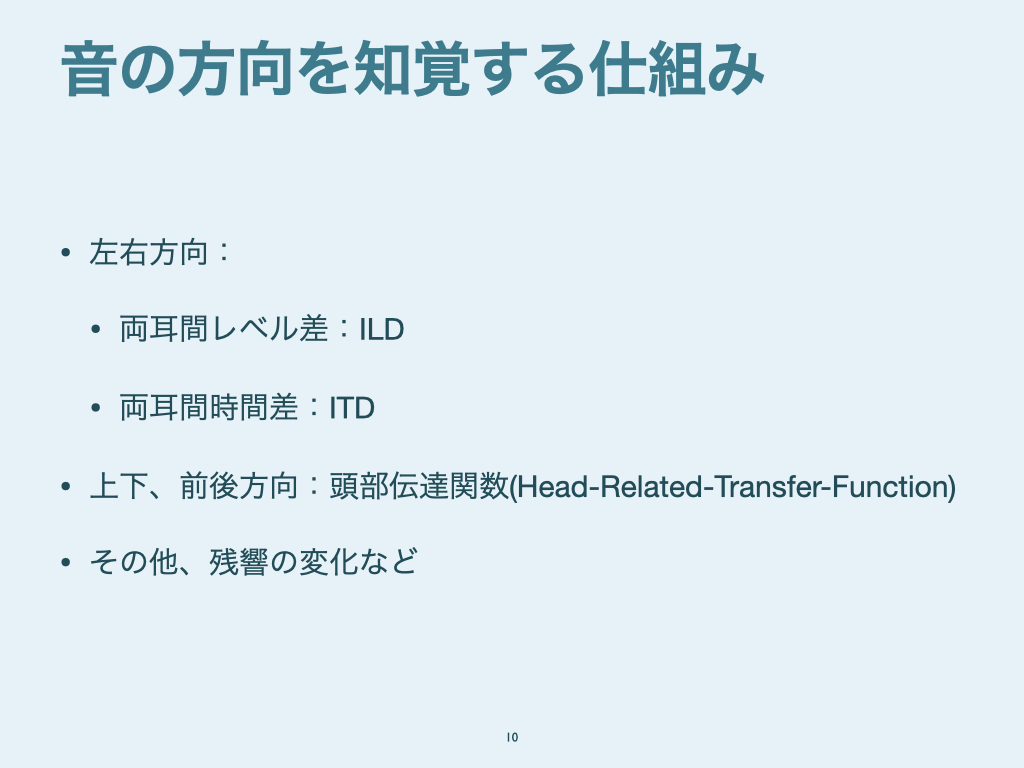 音の方向を知覚する仕組み
• 左右方向：
• 両耳間レベル差：ILD
• 両耳間時間差：ITD
• 上下、前後方向：頭部伝達関数(Head-Related-Transfer-Function)
• その他、残響の変化など
10